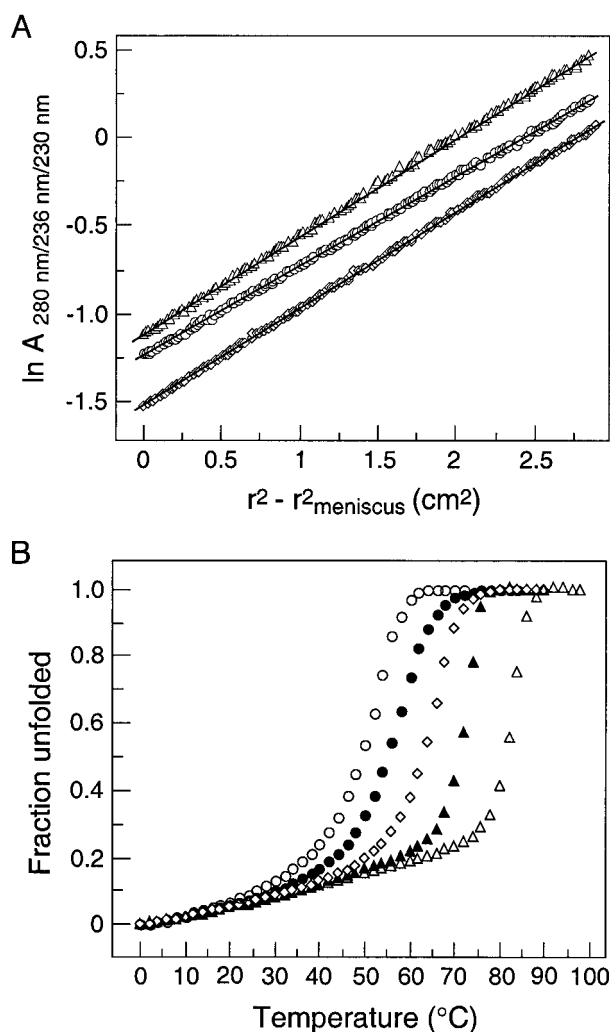 A
ln A 280 nm/236 nm/230 nm
0.5
0
-0.5
-1.0
-1.5
0 0.5 1 1.5 2 2.5
r² - r²meniscus (cm²)
B
Fraction unfolded
1.0
0.8
0.6
0.4
0.2
0
0 10 20 30 40 50 60 70 80 90 100
Temperature (°C)